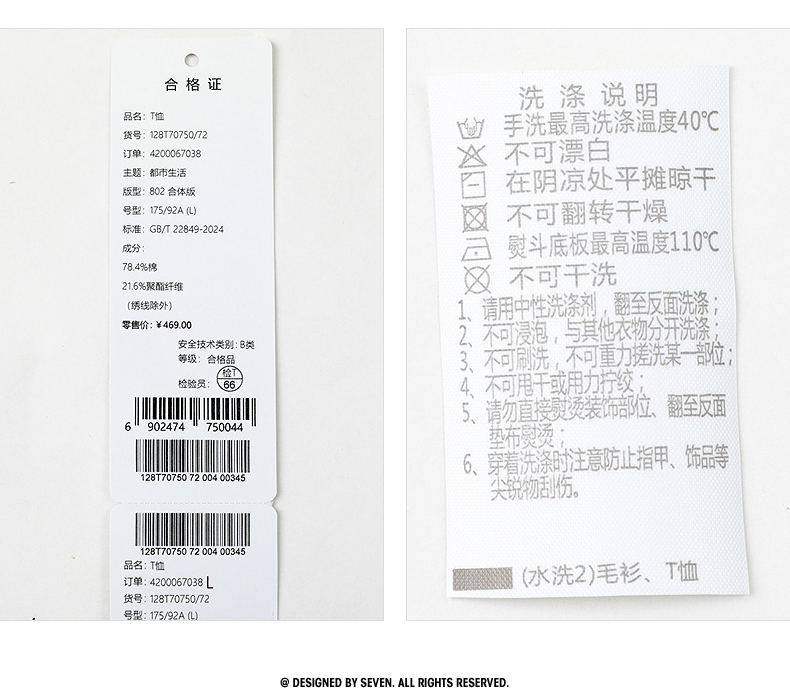 合格证
品名：T恤
货号：128T70750/72
订单：4200067038
主题：都市生活
版型：802 合体版
号型：175/92A (L)
标准：GB/T 22849-2024
成分：
78.4%棉
21.6%聚酯纤维
（绣线除外）
零售价：¥469.00
安全技术类别：B类
等级：合格品
检验员：
检T
66
6 902474 750044
128T70750 72 004 00345
128T70750 72 004 00345
品名：T恤
订单：4200067038 L
货号：128T70750/72
号型：175/92A (L)
洗涤说明
手洗最高洗涤温度40℃
不可漂白
在阴凉处平摊晾干
不可翻转干燥
熨斗底板最高温度110℃
不可干洗
1、请用中性洗涤剂，翻至反面洗涤；
2、不可浸泡，与其他衣物分开洗涤；
3、不可刷洗，不可重力搓洗某一部位；
4、不可甩干或用力拧绞；
5、请勿直接熨烫装饰部位、翻至反面
垫布熨烫；
6、穿着洗涤时注意防止指甲、饰品等
尖锐物刮伤。
(水洗2)毛衫、T恤
@ DESIGNED BY SEVEN. ALL RIGHTS RESERVED.